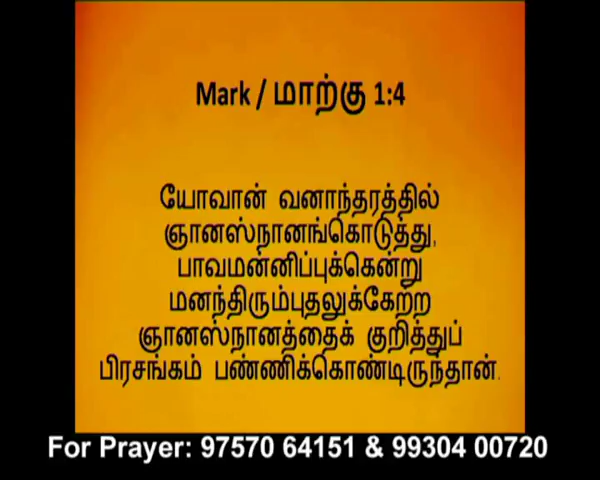 Mark / மாற்கு 1:4
யோவான் வனாந்தரத்தில்
ஞானஸ்நானங்கொடுத்து,
பாவமன்னிப்புக்கென்று
மனந்திரும்புதலுக்கேற்ற
ஞானஸ்நானத்தைக் குறித்துப்
பிரசங்கம் பண்ணிக்கொண்டிருந்தான்.
For Prayer: 97570 64151 & 99304 00720